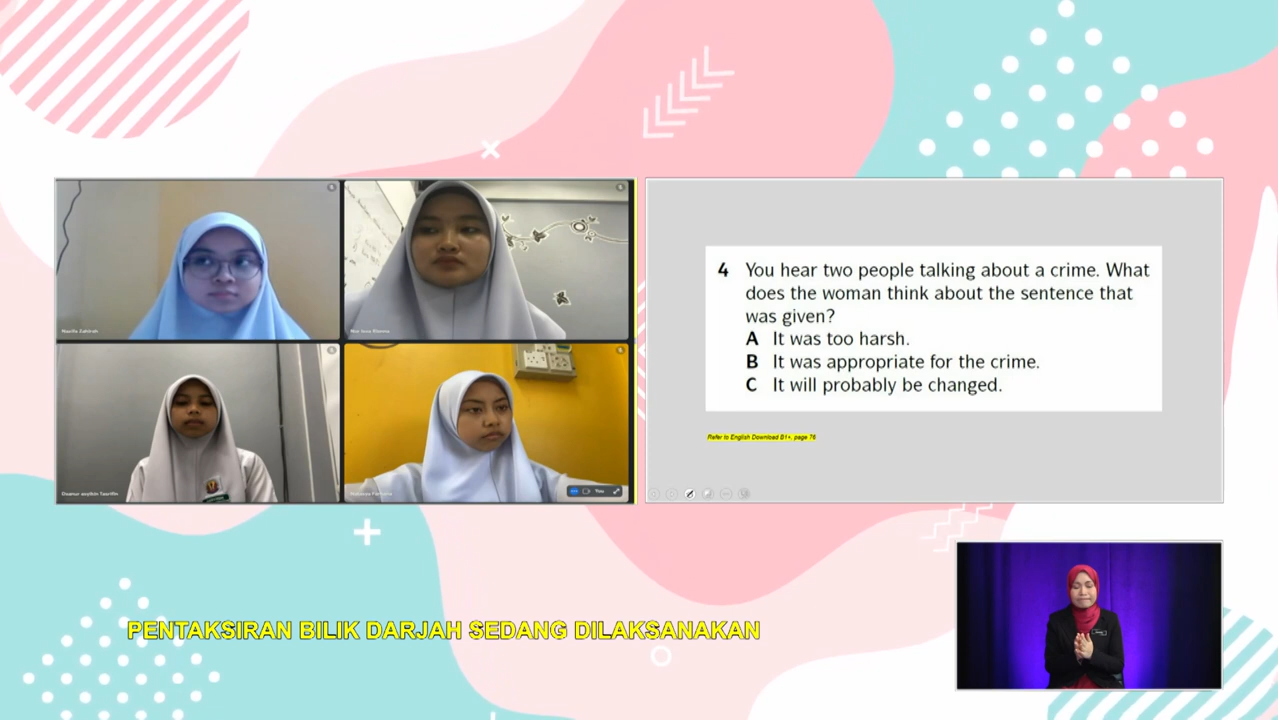 4 You hear two people talking about a crime. What
does the woman think about the sentence that
was given?
A It was too harsh.
B It was appropriate for the crime.
C It will probably be changed.
Refer to English Download B1+, page 76
You
PENTAKSIRAN BILIK DARJAH SEDANG DILAKSANAKAN